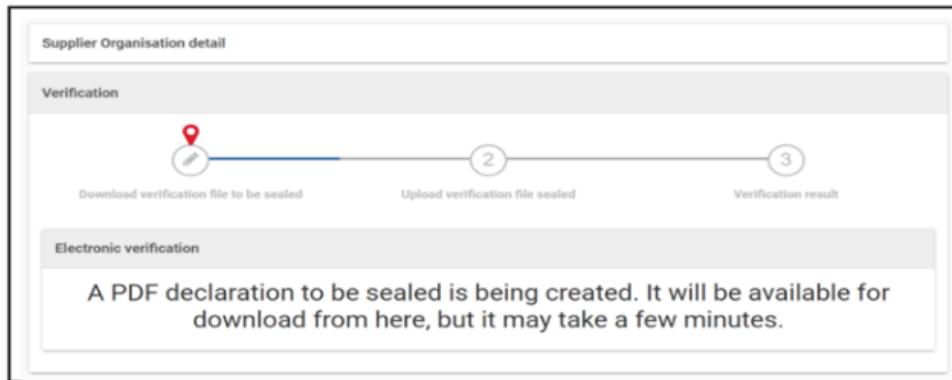 Supplier Organisation detail
Verification
2
3
Download verification file to be sealed
Upload verification file sealed
Verification result
Electronic verification
A PDF declaration to be sealed is being created. It will be available for
download from here, but it may take a few minutes.